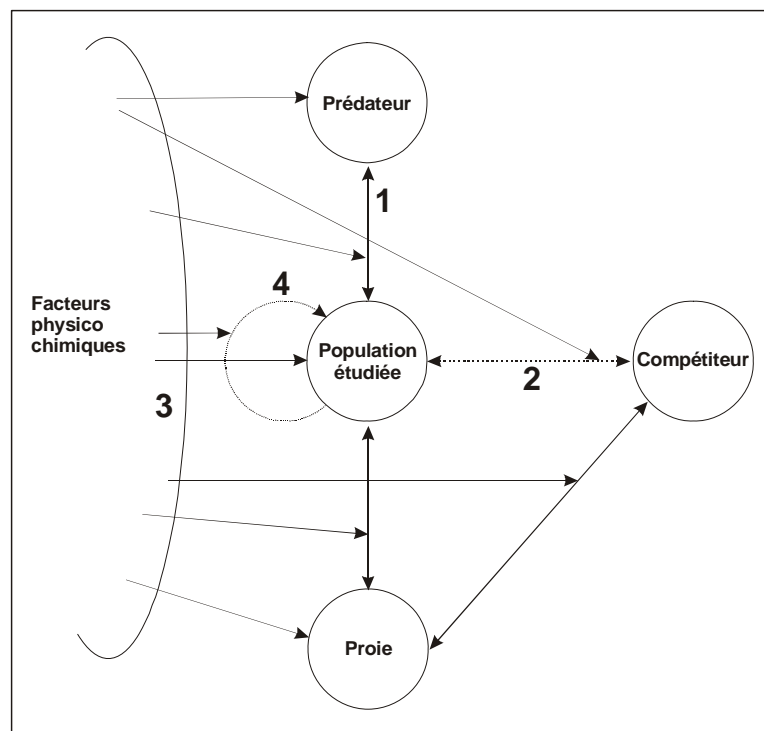 Prédateur
1
4
Facteurs
physico
chimiques
Population
étudiée
2
Compétiteur
3
Proie